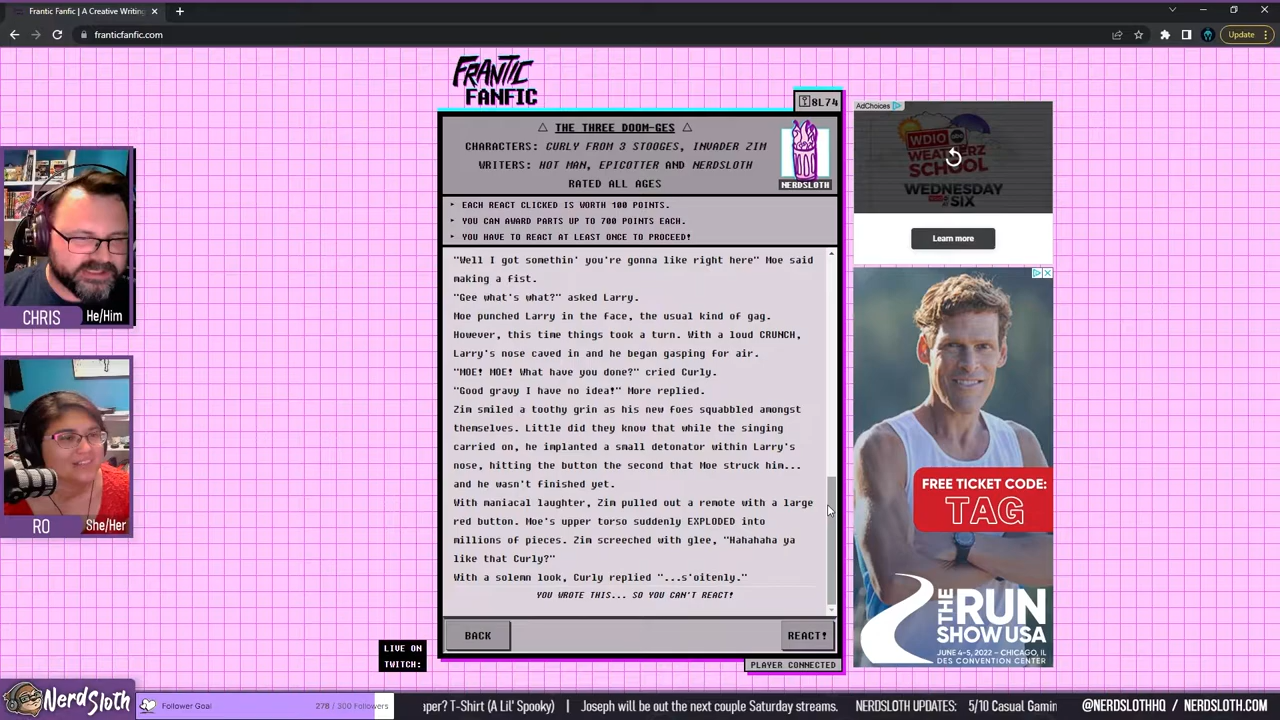 Frantic Fanfic | A Creative Writing
franticfanfic.com
Update
FRANTIC
FANFIC
8L74
THE THREE DOOM-GES
CHARACTERS: CURLY FROM 3 STOOGES, INVADER ZIM
WRITERS: HOT MAN, EPICOTTER AND NERDSLOTH
RATED ALL AGES
NERDSLOTH
EACH REACT CLICKED IS WORTH 100 POINTS.
YOU CAN AWARD PARTS UP TO 700 POINTS EACH.
YOU HAVE TO REACT AT LEAST ONCE TO PROCEED!
"Well I got somethin' you're gonna like right here" Moe said
making a fist.
"Gee what's what?" asked Larry.
Moe punched Larry in the face, the usual kind of gag.
However, this time things took a turn. With a loud CRUNCH,
Larry's nose caved in and he began gasping for air.
"MOE! MOE! What have you done?" cried Curly.
"Good gravy I have no idea!" More replied.
Zim smiled a toothy grin as his new foes squabbled amongst
themselves. Little did they know that while the singing
carried on, he implanted a small detonator within Larry's
nose, hitting the button the second that Moe struck him...
and he wasn't finished yet.
With maniacal laughter, Zim pulled out a remote with a large
red button. Moe's upper torso suddenly EXPLODED into
millions of pieces. Zim screeched with glee, "Hahahaha ya
like that Curly?"
With a solemn look, Curly replied "...s'oitenly."
YOU WROTE THIS... SO YOU CAN'T REACT!
BACK
REACT!
PLAYER CONNECTED
AdChoices
WDIO abc
WEATHERZ
SCHOOL
WEDNESDAY
AT SIX
Learn more
FREE TICKET CODE:
TAG
THE RUN
SHOW USA
JUNE 4-5, 2022 – CHICAGO, IL
DES CONVENTION CENTER
CHRIS He/Him
RO She/Her
LIVE ON
TWITCH:
NerdSloth
Follower Goal 278 / 300 Followers
aper? T-Shirt (A Lil' Spooky) | Joseph will be out the next couple Saturday streams. NERDSLOTH UPDATES: 5/10 Casual Gamin
@NERDSLOTHHQ / NERDSLOTH.COM